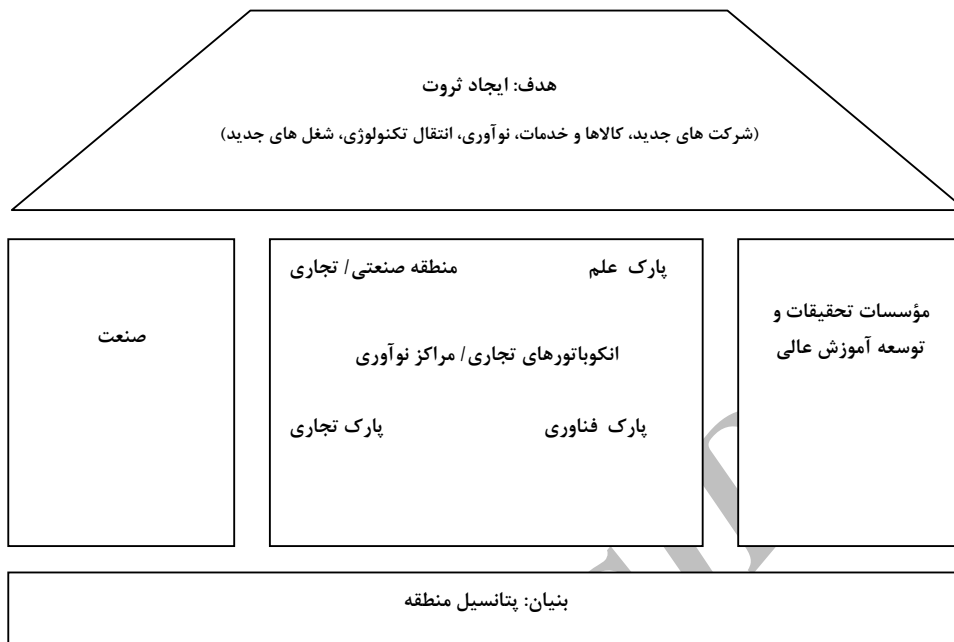 هدف: ایجاد ثروت
(شرکت های جدید، کالاها و خدمات، نوآوری، انتقال تکنولوژی، شغل های جدید)
مؤسسات تحقیقات و
توسعه آموزش عالی
پارک علم
منطقه صنعتی/ تجاری
انکوباتورهای تجاری/ مراکز نوآوری
پارک فناوری
پارک تجاری
صنعت
بنیان: پتانسیل منطقه